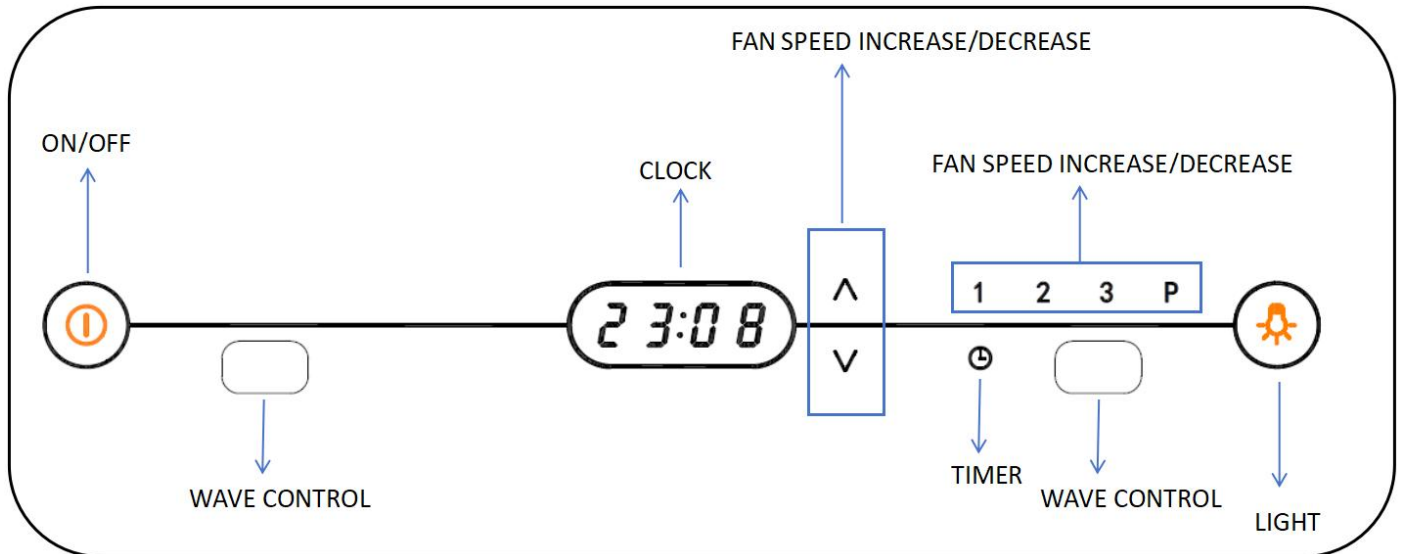 FAN SPEED INCREASE/DECREASE
ON/OFF
CLOCK
FAN SPEED INCREASE/DECREASE
1 2 3 P
23:08
TIMER
WAVE CONTROL
WAVE CONTROL
LIGHT